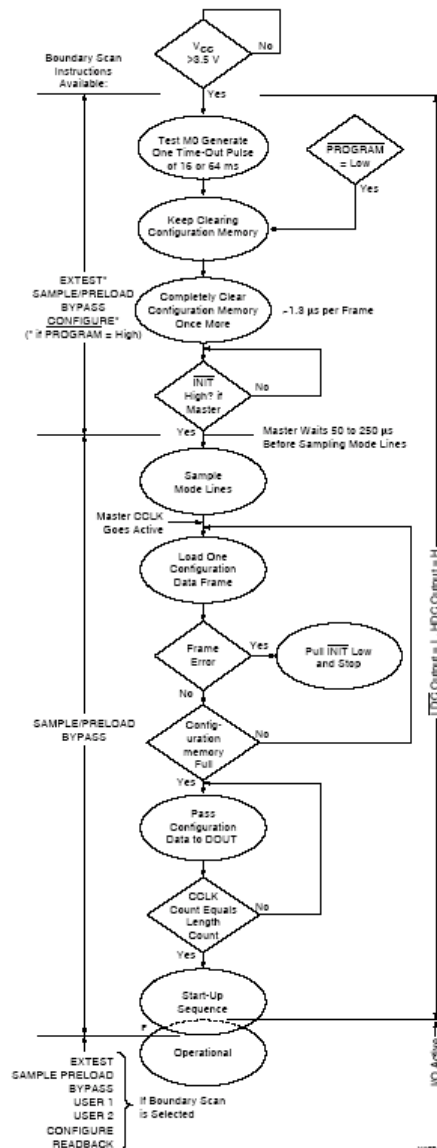 Boundary Scan
Instructions
Available:
VCC
>3.5 V
No
Yes
Test M0 Generate
One Time-Out Pulse
of 16 or 64 ms
PROGRAM
= Low
Yes
Keep Clearing
Configuration Memory
EXTEST*
SAMPLE/PRELOAD
BYPASS
CONFIGURE*
(* if PROGRAM = High)
Completely Clear
Configuration Memory
Once More
~1.3 µs per Frame
INIT
High? if
Master
No
Yes
Master Waits 50 to 250 µs
Before Sampling Mode Lines
Sample
Mode Lines
Master CCLK
Goes Active
Load One
Configuration
Data Frame
Frame
Error
Yes
Pull INIT Low
and Stop
No
SAMPLE/PRELOAD
BYPASS
Config-
uration
memory
Full
No
Yes
Pass
Configuration
Data to DOUT
CCLK
Count Equals
Length
Count
No
Yes
Start-Up
Sequence
F
Operational
EXTEST
SAMPLE PRELOAD
BYPASS
USER 1
USER 2
CONFIGURE
READBACK
If Boundary Scan
is Selected
LDC Output = L, HDC Output = H
I/O Active